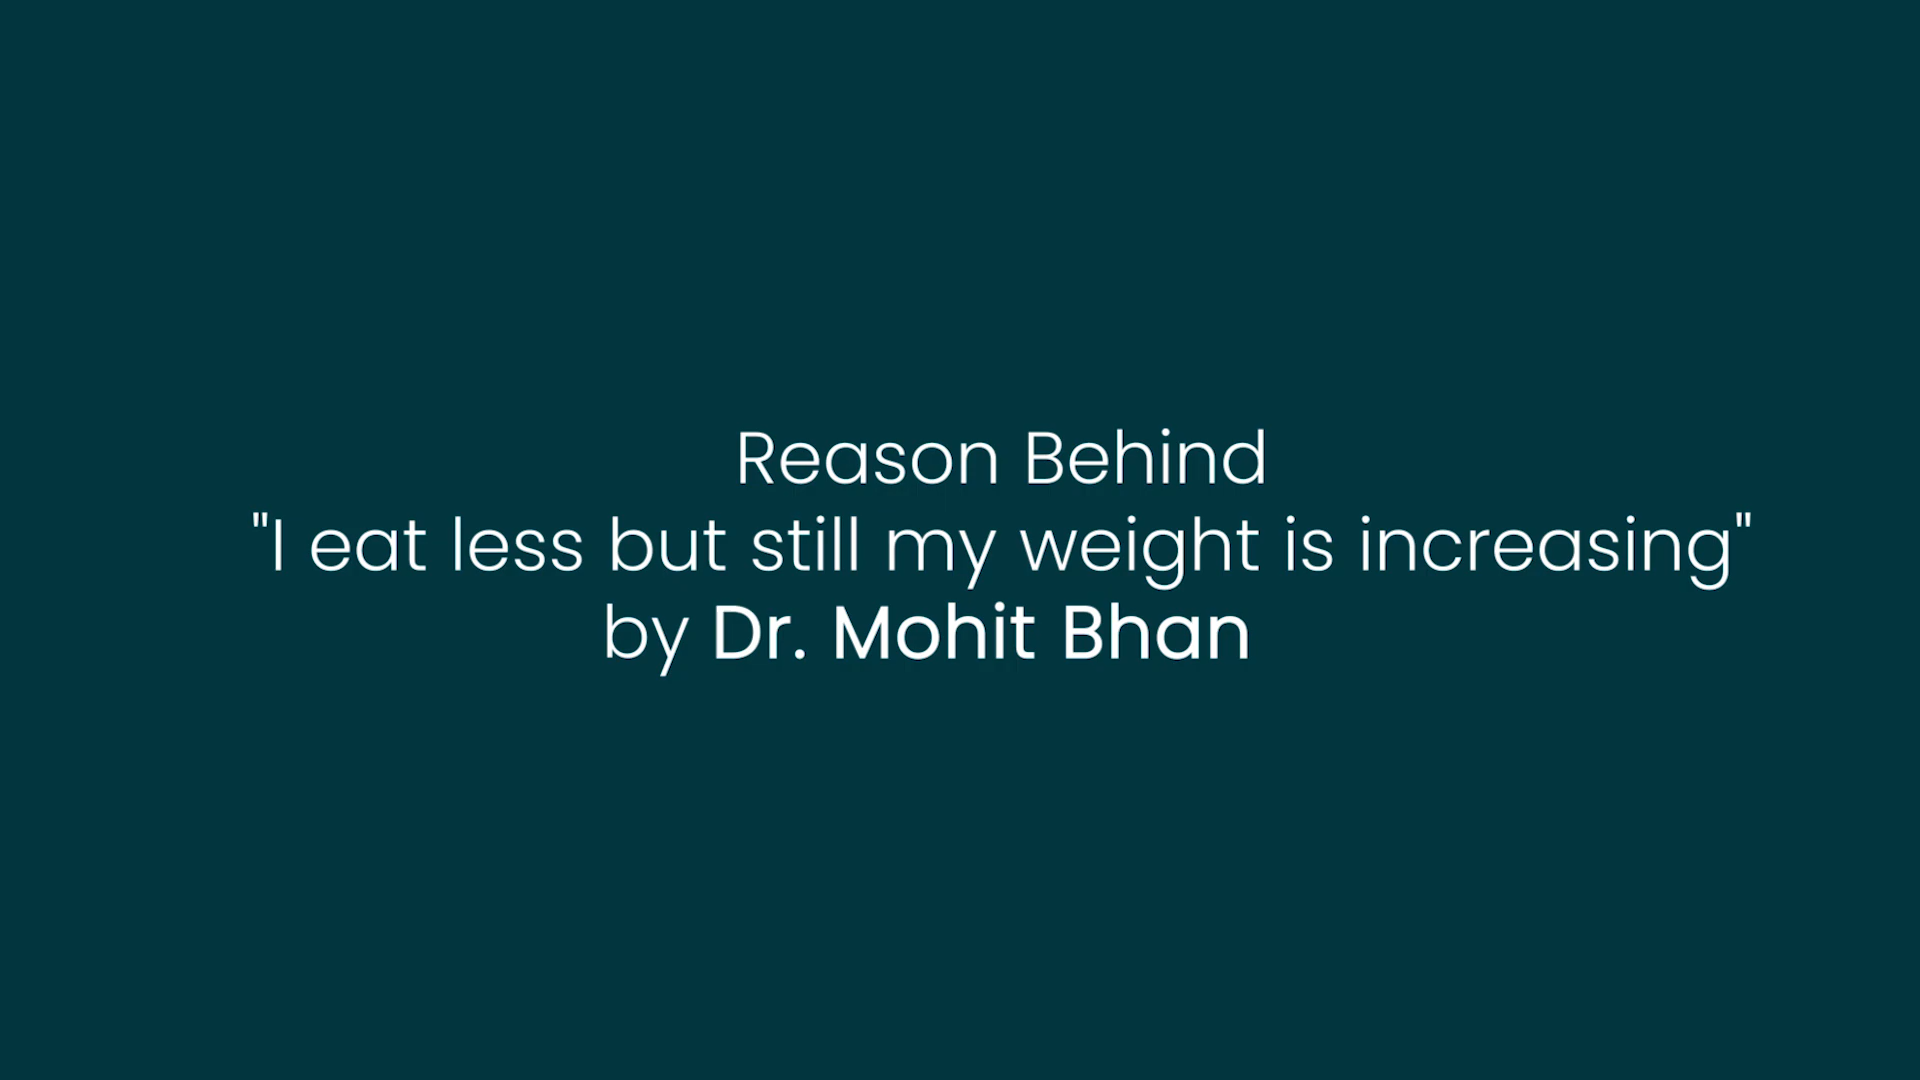 Reason Behind
"I eat less but still my weight is increasing"
by Dr. Mohit Bhan